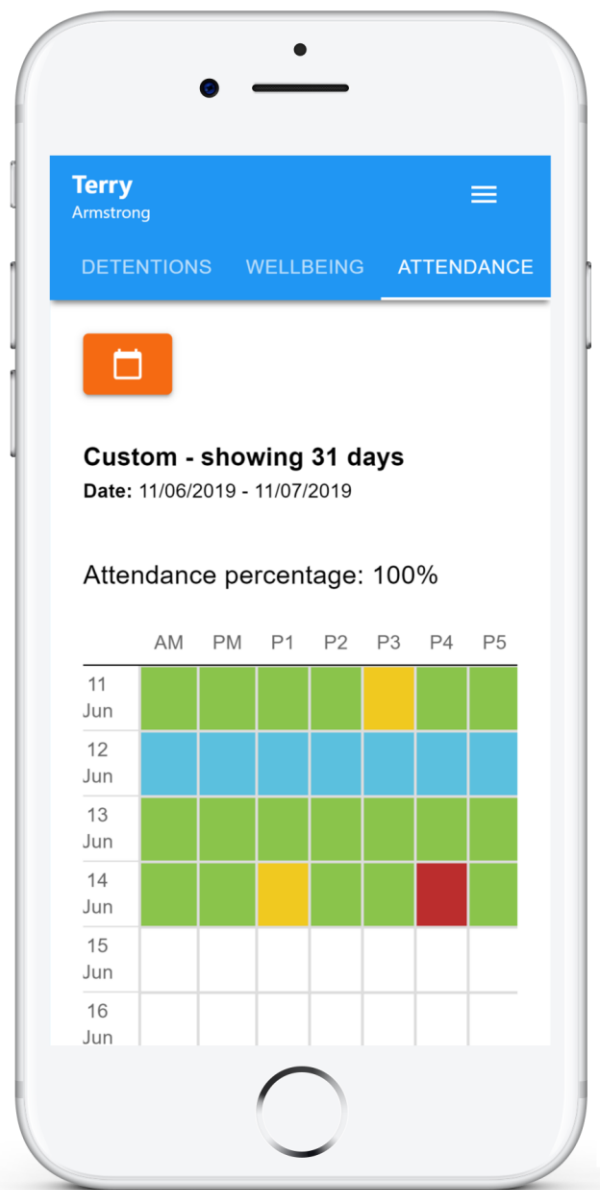 Terry
Armstrong
DETENTIONS WELLBEING ATTENDANCE
Custom - showing 31 days
Date: 11/06/2019 - 11/07/2019
Attendance percentage: 100%
AM PM P1 P2 P3 P4 P5
11
Jun
12
Jun
13
Jun
14
Jun
15
Jun
16
Jun